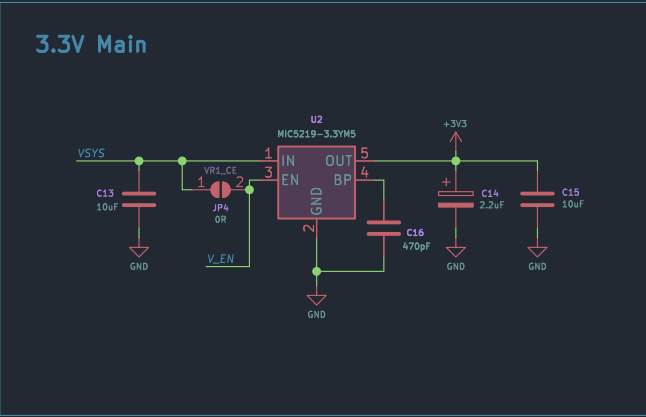 3.3V Main
U2
MIC5219-3.3YM5
+3V3
VSYS
1 IN OUT 5
VR1_CE
3 EN BP 4
1 2
C13
10uF
JP4
0R
GND
2
+
C14
2.2uF
C15
10uF
C16
470pF
V_EN
GND
GND
GND
GND